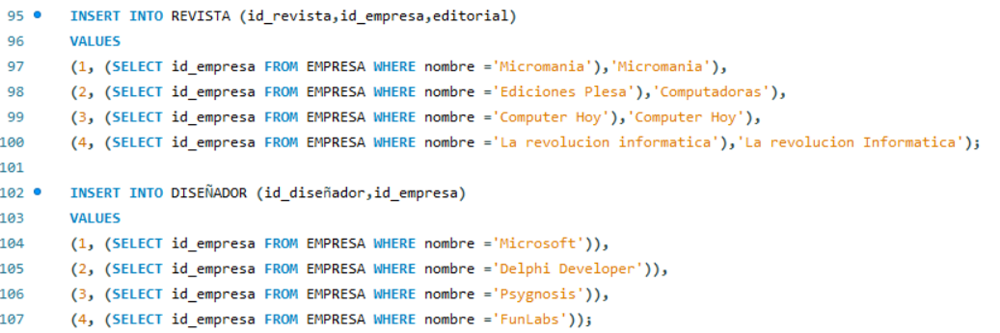 95 INSERT INTO REVISTA (id_revista,id_empresa,editorial)
96 VALUES
97 (1, (SELECT id_empresa FROM EMPRESA WHERE nombre ='Micromania'),'Micromania'),
98 (2, (SELECT id_empresa FROM EMPRESA WHERE nombre ='Ediciones Plesa'),'Computadoras'),
99 (3, (SELECT id_empresa FROM EMPRESA WHERE nombre ='Computer Hoy'),'Computer Hoy'),
100 (4, (SELECT id_empresa FROM EMPRESA WHERE nombre ='La revolucion informatica'),'La revolucion Informatica');
101
102 INSERT INTO DISEÑADOR (id_diseñador,id_empresa)
103 VALUES
104 (1, (SELECT id_empresa FROM EMPRESA WHERE nombre ='Microsoft')),
105 (2, (SELECT id_empresa FROM EMPRESA WHERE nombre ='Delphi Developer')),
106 (3, (SELECT id_empresa FROM EMPRESA WHERE nombre ='Psygnosis')),
107 (4, (SELECT id_empresa FROM EMPRESA WHERE nombre ='FunLabs'));